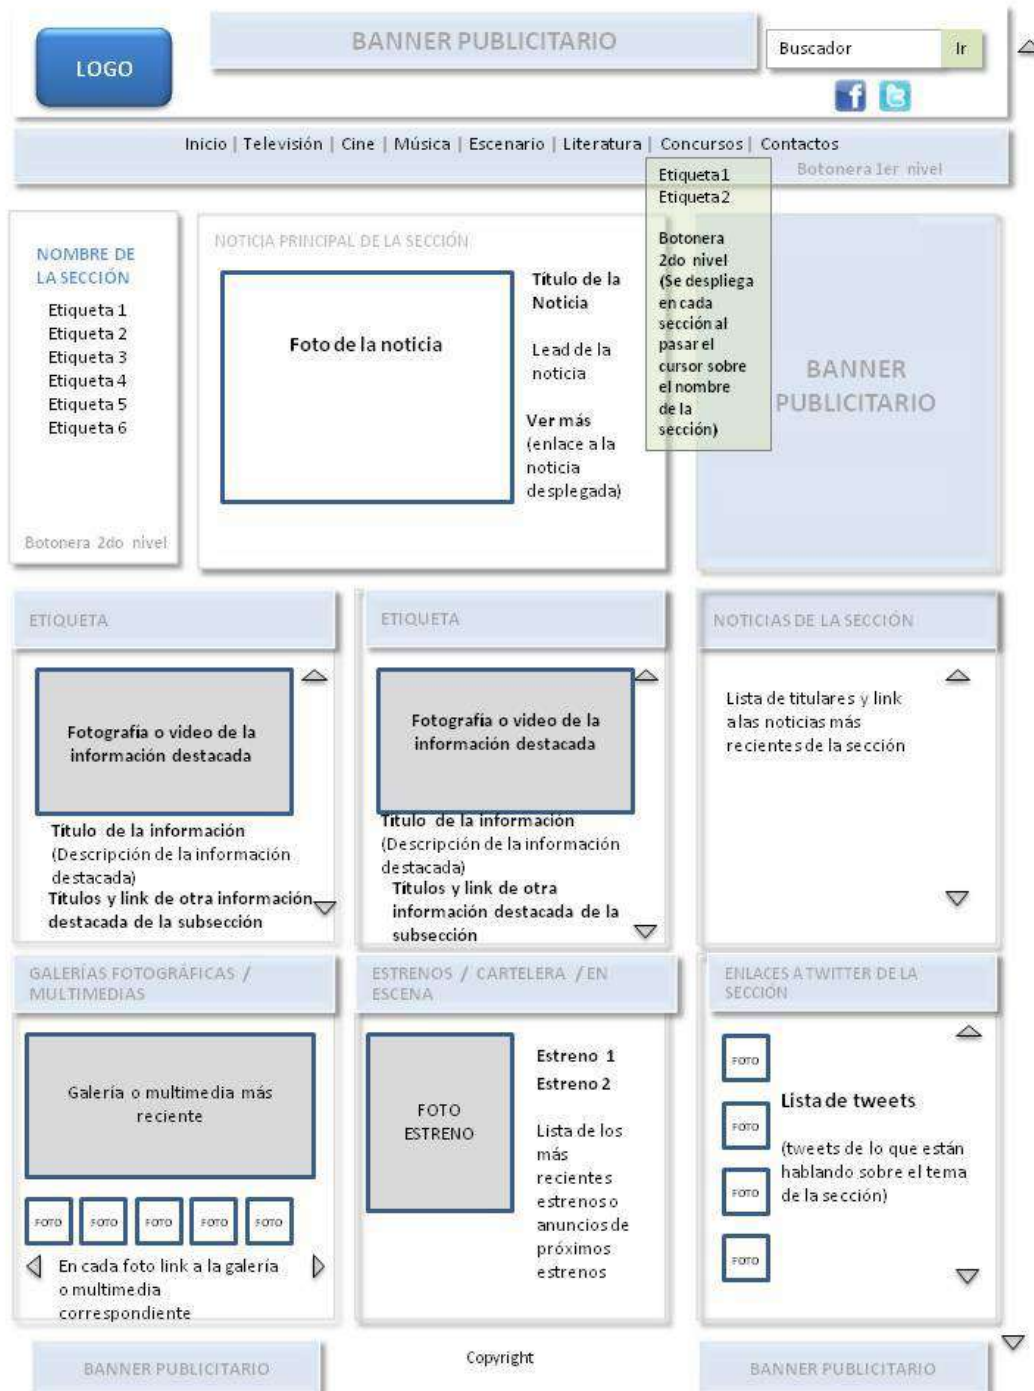 LOGO
BANNER PUBLICITARIO
Buscador
Ir
Inicio | Televisión | Cine | Música | Escenario | Literatura | Concursos | Contactos
Botonera 1er nivel
Etiqueta1
Etiqueta2
Botonera
2do nivel
(Se despliega
en cada
sección al
pasar el
cursor sobre
el nombre
de la
sección)
NOMBRE DE
LA SECCIÓN
Etiqueta 1
Etiqueta 2
Etiqueta 3
Etiqueta 4
Etiqueta 5
Etiqueta 6
Botonera 2do nivel
NOTICIA PRINCIPAL DE LA SECCIÓN
Foto de la noticia
Título de la
Noticia
Lead de la
noticia
Ver más
(enlace a la
noticia
desplegada)
BANNER
PUBLICITARIO
ETIQUETA
Fotografía o video de la
información destacada
Título de la información
(Descripción de la información
destacada)
Títulos y link de otra información
destacada de la subsección
ETIQUETA
Fotografía o video de la
información destacada
Título de la información
(Descripción de la información
destacada)
Títulos y link de otra
información destacada de la
subsección
NOTICIAS DE LA SECCIÓN
Lista de titulares y link
a las noticias más
recientes de la sección
GALERÍAS FOTOGRÁFICAS /
MULTIMEDIAS
Galería o multimedia más
reciente
FOTO FOTO FOTO FOTO FOTO
En cada foto link a la galería
o multimedia
correspondiente
ESTRENOS / CARTELERA / EN
ESCENA
FOTO
ESTRENO
Estreno 1
Estreno 2
Lista de los
más
recientes
estrenos o
anuncios de
próximos
estrenos
ENLACES A TWITTER DE LA
SECCIÓN
FOTO
FOTO
FOTO
FOTO
Lista de tweets
(tweets de lo que están
hablando sobre el tema
de la sección)
BANNER PUBLICITARIO
Copyright
BANNER PUBLICITARIO